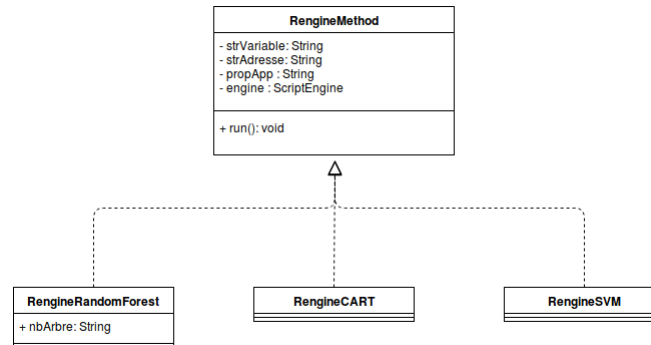 RengineMethod
- strVariable: String
- strAdresse: String
- propApp : String
- engine : ScriptEngine
+ run(): void
RengineRandomForest
RengineCART
RengineSVM
+ nbArbre: String